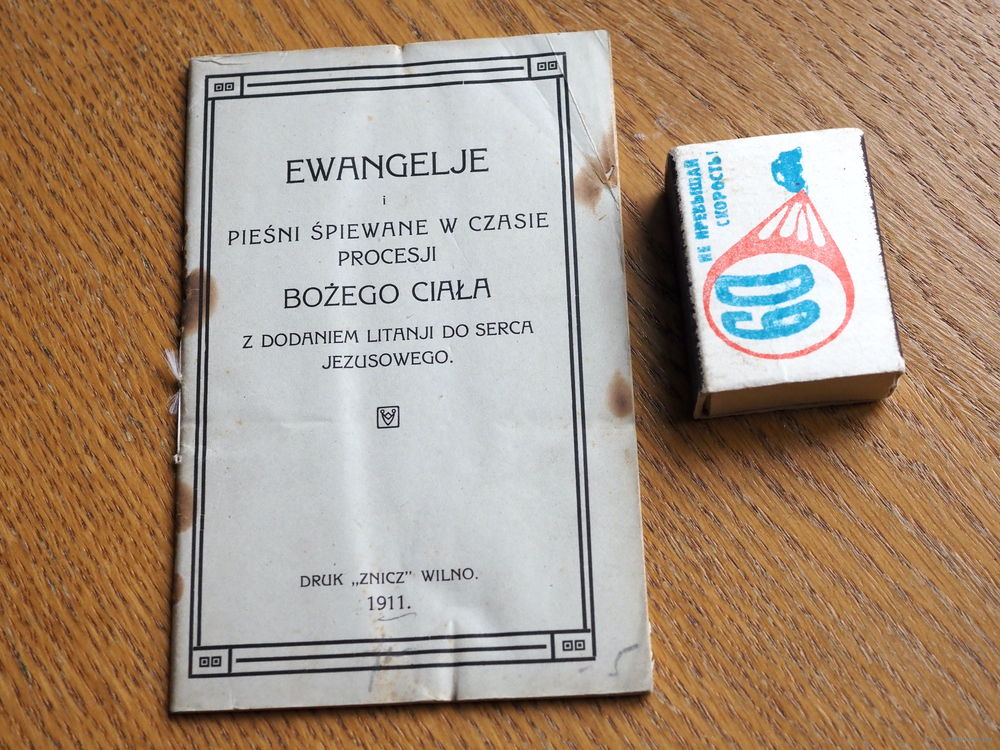 EWANGELJE
i
PIEŚNI ŚPIEWANE W CZASIE
PROCESJI
BOŻEGO CIAŁA
Z DODANIEM LITANJI DO SERCA
JEZUSOWEGO.
DRUK „ZNICZ” WILNO.
1911.
НЕ ПРЕВЫШАЙ
СКОРОСТЬ!
60